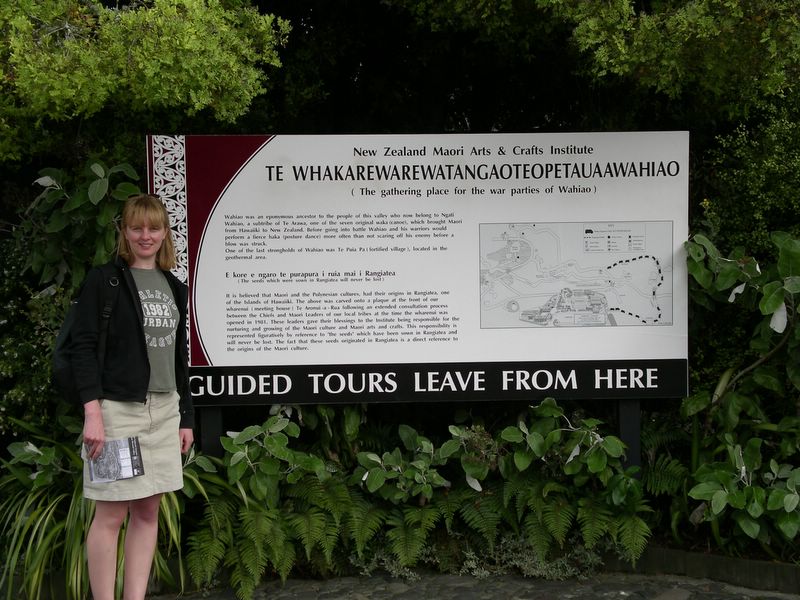 New Zealand Maori Arts & Crafts Institute
TE WHAKAREWAREWATANGAOTEOPETAUAAWAHIAO
( The gathering place for the war parties of Wahiao )
Wahiao was an eponymous ancestor to the people of this valley who now belong to Ngati
Wahiao, a subtribe of Te Arawa, one of the seven original waka (canoe), which brought Maori
from Hawaiiki to New Zealand. Before going into battle Wahiao and his warriors would
perform a fierce haka (posture dance) more often than not scaring off his enemy before a
blow was struck.
One of the last strongholds of Wahiao was Te Puia Pa (fortified village), located in the
geothermal area.
E kore e ngaro te purapura i ruia mai i Rangiatea
(The seeds which were sown in Rangiatea will never be lost)
It is believed that Maori and the Polynesian cultures, had their origins in Rangiatea, one
of the Islands of Hawaiiki. The above was carved onto a plaque at the front of our
whare­nui (meeting house) Te Aronui -a- Rua following an extended consultation process
between the Chiefs and Maori Leaders of our local tribes at the time the wharenui was
opened in 1981. These leaders gave their blessings to the Institute being responsible for the
nurturing and growing of the Maori culture and Maori arts and crafts. This responsibility is
represented figuratively by reference to "the seeds" which have been sown in Rangiatea and
will never be lost. The fact that these seeds originated in Rangiatea is a direct reference to
the origins of the Maori culture.
GUIDED TOURS LEAVE FROM HERE
URBAN